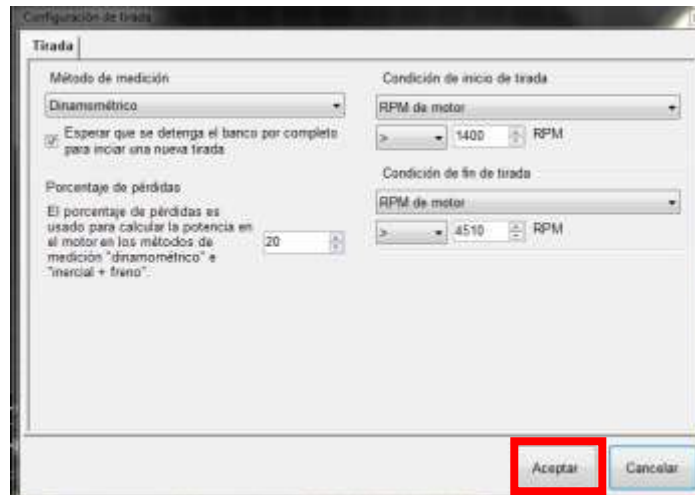 Configuración de tirada
Tirada
Método de medición
Dinamométrico
Esperar que se detenga el banco por completo
para inciar una nueva tirada
Porcentaje de pérdidas
El porcentaje de pérdidas es
usado para calcular la potencia en
el motor en los métodos de
medición "dinamométrico" e
"inercial + freno".
20
Condición de inicio de tirada
RPM de motor
> 1400 RPM
Condición de fin de tirada
RPM de motor
> 4510 RPM
Aceptar Cancelar